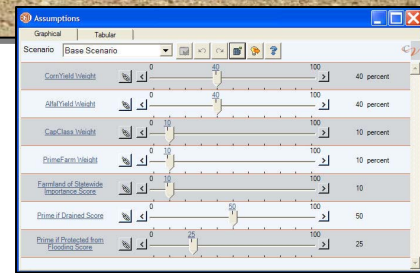 Assumptions
Graphical Tabular
Scenario Base Scenario
0 40 100
CornYield Weight 40 percent
0 40 100
AlfalYield Weight 40 percent
0 10 100
CapClass Weight 10 percent
0 10 100
PrimeFarm Weight 10 percent
0 10 100
Farmland of Statewide
Importance Score 10
0 50 100
Prime if Drained Score 50
0 25 100
Prime if Protected from
Flooding Score 25